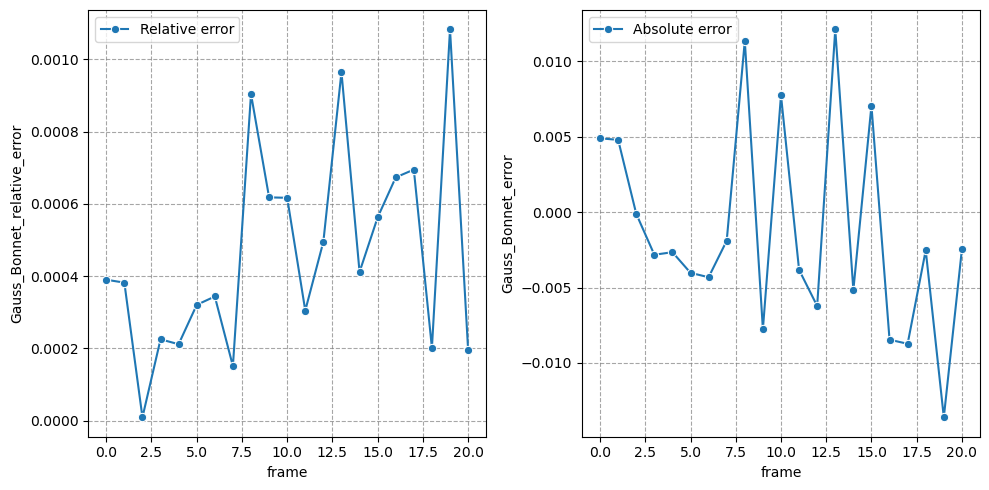 Relative error
Gauss_Bonnet_relative_error
0.0010
0.0008
0.0006
0.0004
0.0002
0.0000
0.0 2.5 5.0 7.5 10.0 12.5 15.0 17.5 20.0
frame
Absolute error
Gauss_Bonnet_error
0.010
0.005
0.000
−0.005
−0.010
0.0 2.5 5.0 7.5 10.0 12.5 15.0 17.5 20.0
frame